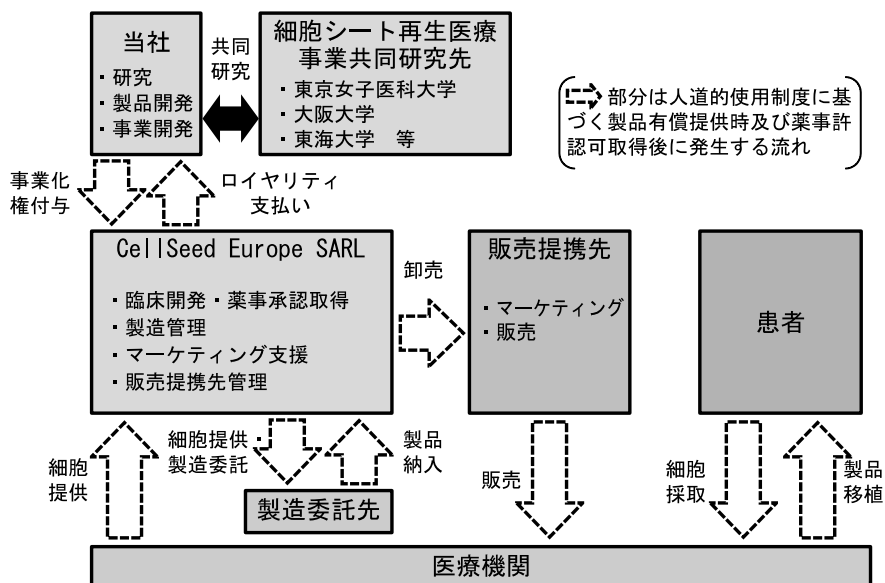 当社
・研究
・製品開発
・事業開発
共同
研究
細胞シート再生医療
事業共同研究先
・東京女子医科大学
・大阪大学
・東海大学　等
部分は人道的使用制度に基
づく製品有償提供時及び薬事許
認可取得後に発生する流れ
事業化
権付与
ロイヤリティ
支払い
CellSeed Europe SARL
・臨床開発・薬事承認取得
・製造管理
・マーケティング支援
・販売提携先管理
卸売
販売提携先
・マーケティング
・販売
患者
細胞
提供
細胞提供・
製造委託
製品
納入
製造委託先
販売
細胞
採取
製品
移植
医療機関